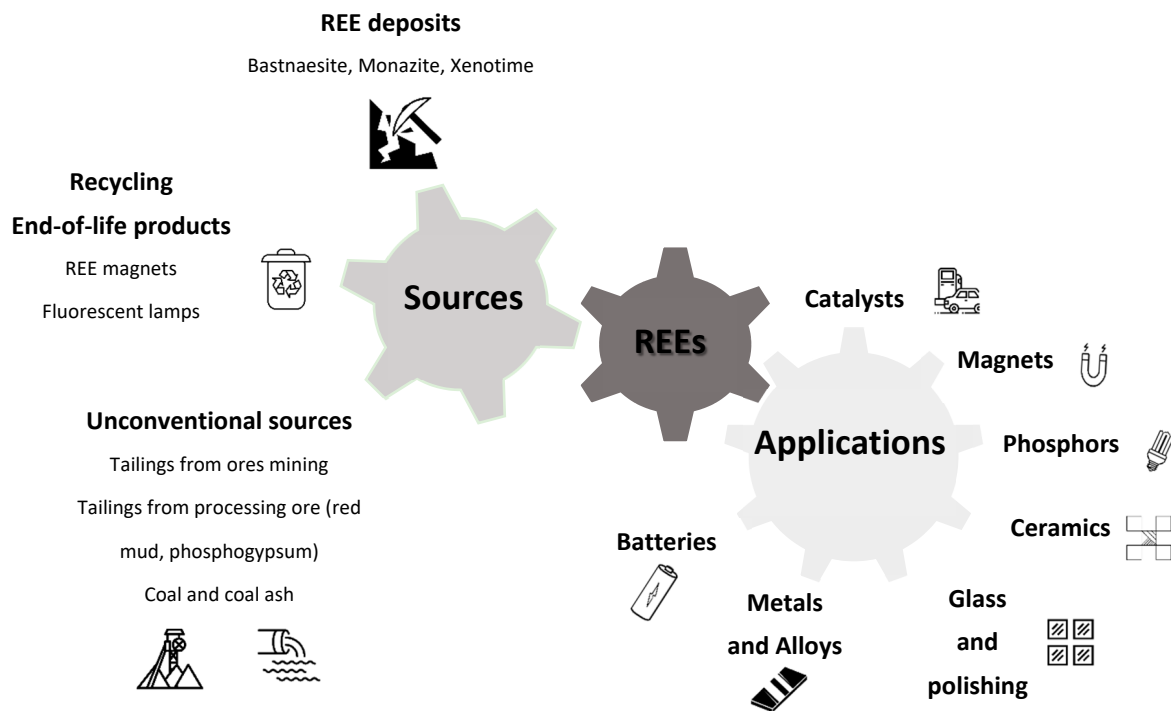 REE deposits
Bastnaesite, Monazite, Xenotime
Recycling
End-of-life products
REE magnets
Fluorescent lamps
Sources
Unconventional sources
Tailings from ores mining
Tailings from processing ore (red
mud, phosphogypsum)
Coal and coal ash
REEs
Applications
Catalysts
Magnets
Phosphors
Ceramics
Glass
and
polishing
Metals
and Alloys
Batteries